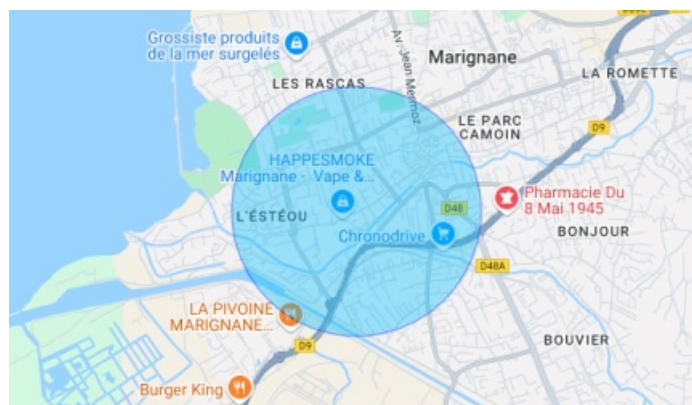 Grossiste produits
de la mer surgelés
Av. Jean Mermoz
Marignane
LES RASCAS
LA ROMETTE
LE PARC
CAMOIN
D9
HAPPESMOKE
Marignane - Vape &...
Pharmacie Du
8 Mai 1945
D48
L'ÉSTÉOU
Chronodrive
BONJOUR
D48A
LA PIVOINE
MARIGNANE...
D9
BOUVIER
Burger King